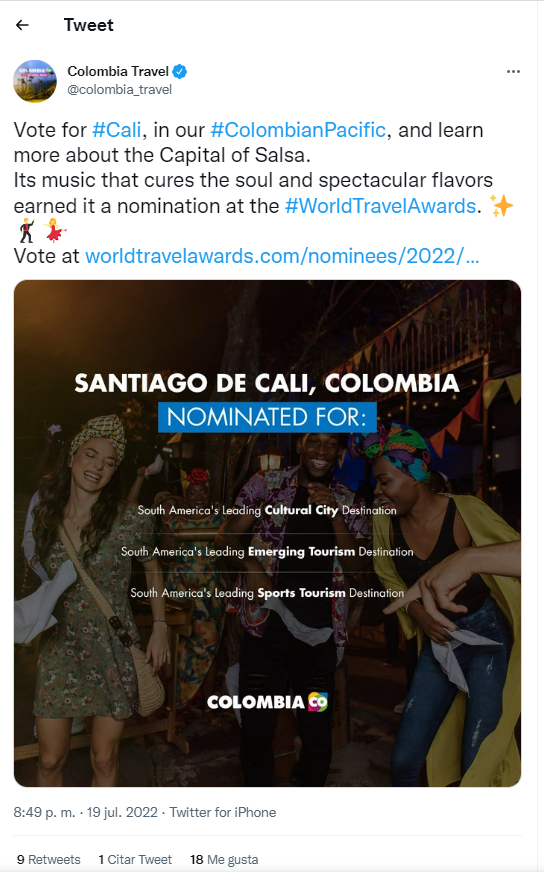 ← Tweet
Colombia Travel
@colombia_travel
Vote for #Cali, in our #ColombianPacific, and learn
more about the Capital of Salsa.
Its music that cures the soul and spectacular flavors
earned it a nomination at the #WorldTravelAwards. ✨
🕺💃
Vote at worldtravelawards.com/nominees/2022/...
SANTIAGO DE CALI, COLOMBIA
NOMINATED FOR:
South America's Leading Cultural City Destination
South America's Leading Emerging Tourism Destination
South America's Leading Sports Tourism Destination
COLOMBIA CO
8:49 p. m. · 19 jul. 2022 · Twitter for iPhone
9 Retweets 1 Citar Tweet 18 Me gusta